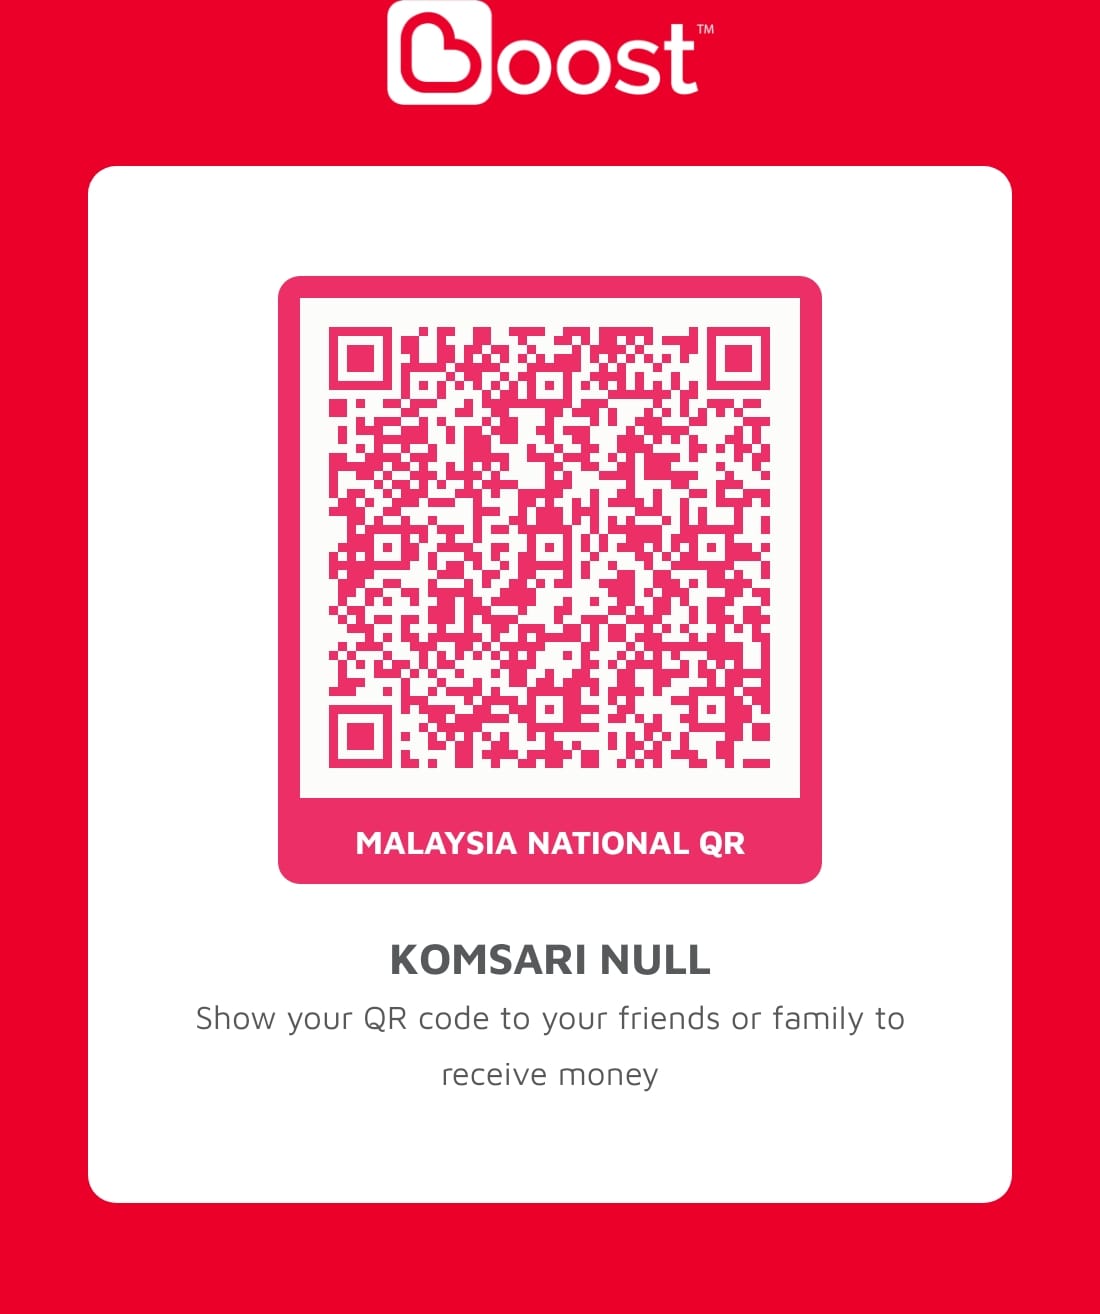 Boost™
MALAYSIA NATIONAL QR
KOMSARI NULL
Show your QR code to your friends or family to
receive money